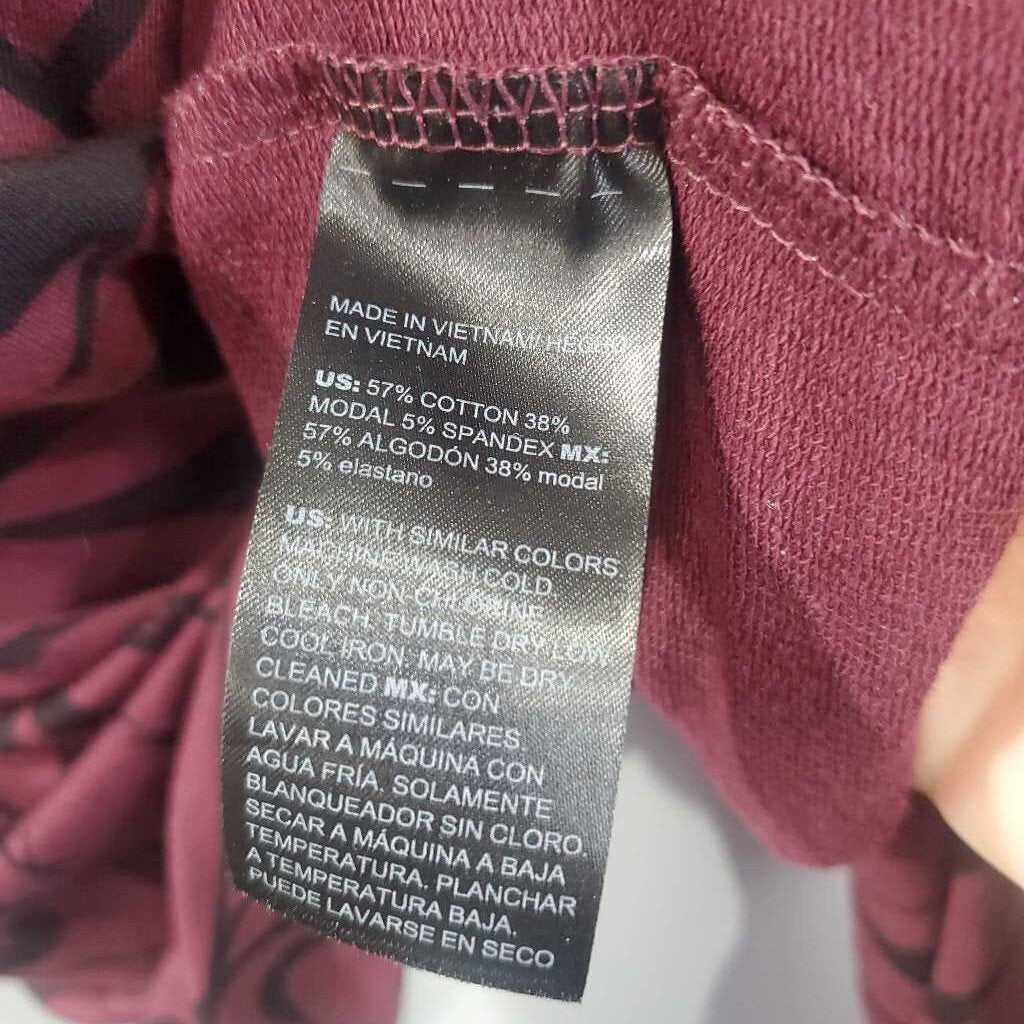 MADE IN VIETNAM/ HECHO
EN VIETNAM
US: 57% COTTON 38%
MODAL 5% SPANDEX MX:
57% ALGODÓN 38% modal
5% elastano
US: WITH SIMILAR COLORS.
MACHINE WASH COLD.
ONLY NON-CHLORINE
BLEACH. TUMBLE DRY LOW.
COOL IRON. MAY BE DRY
CLEANED MX: CON
COLORES SIMILARES.
LAVAR A MÁQUINA CON
AGUA FRÍA. SOLAMENTE
BLANQUEADOR SIN CLORO.
SECAR A MÁQUINA A BAJA
TEMPERATURA. PLANCHAR
A TEMPERATURA BAJA.
PUEDE LAVARSE EN SECO